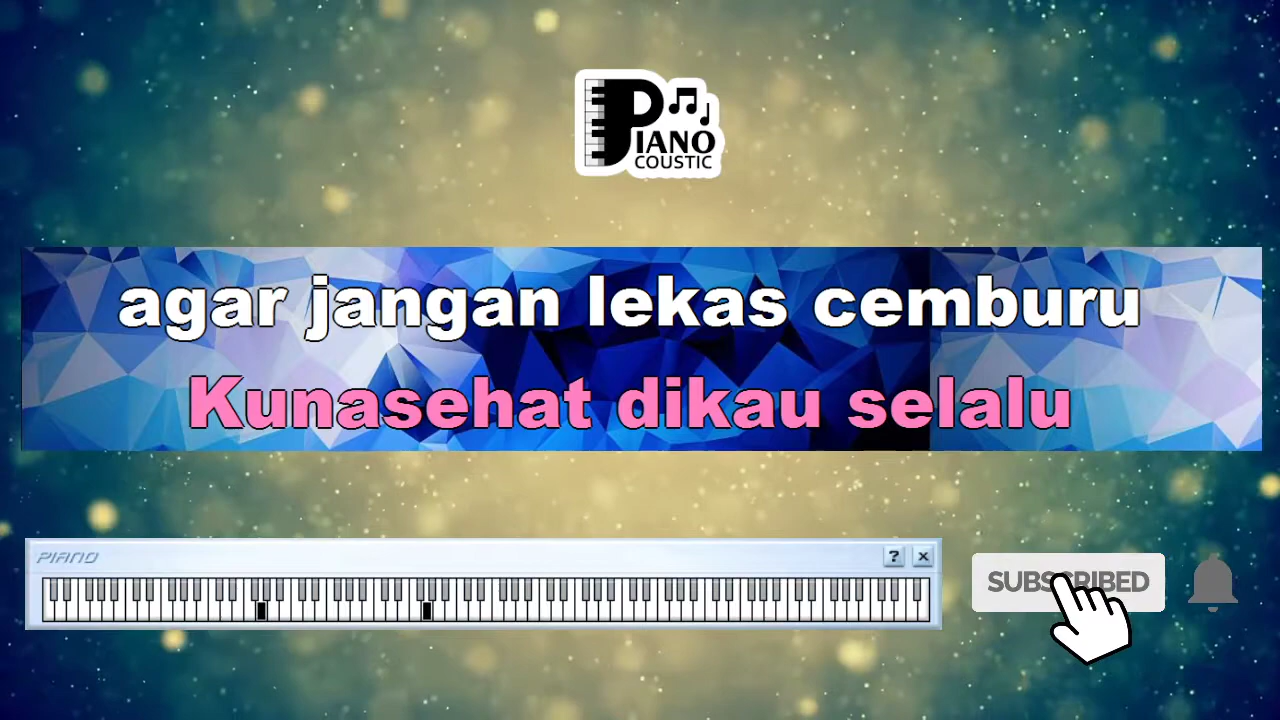 PIANO
COUSTIC
agar jangan lekas cemburu
Kunasehat dikau selalu
PIANO
?
×
SUBSCRIBED